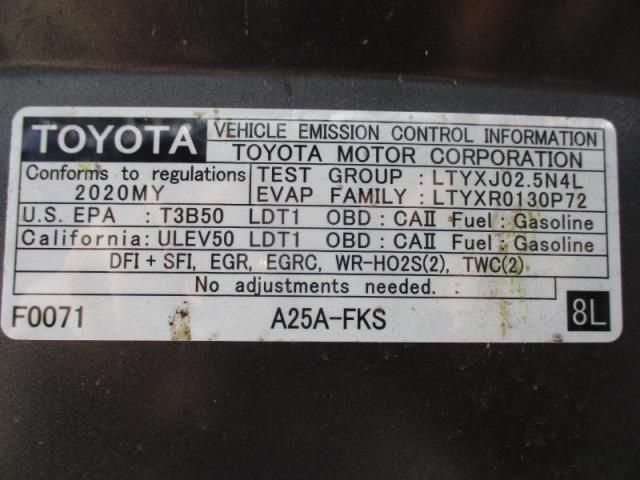 TOYOTA VEHICLE EMISSION CONTROL INFORMATION
TOYOTA MOTOR CORPORATION
Conforms to regulations TEST GROUP : LTYXJ02.5N4L
2020MY EVAP FAMILY : LTYXR0130P72
U.S. EPA : T3B50 LDT1 OBD : CAII Fuel : Gasoline
California: ULEV50 LDT1 OBD : CAII Fuel : Gasoline
DFI + SFI, EGR, EGRC, WR-HO2S(2), TWC(2)
No adjustments needed.
F0071 A25A-FKS 8L